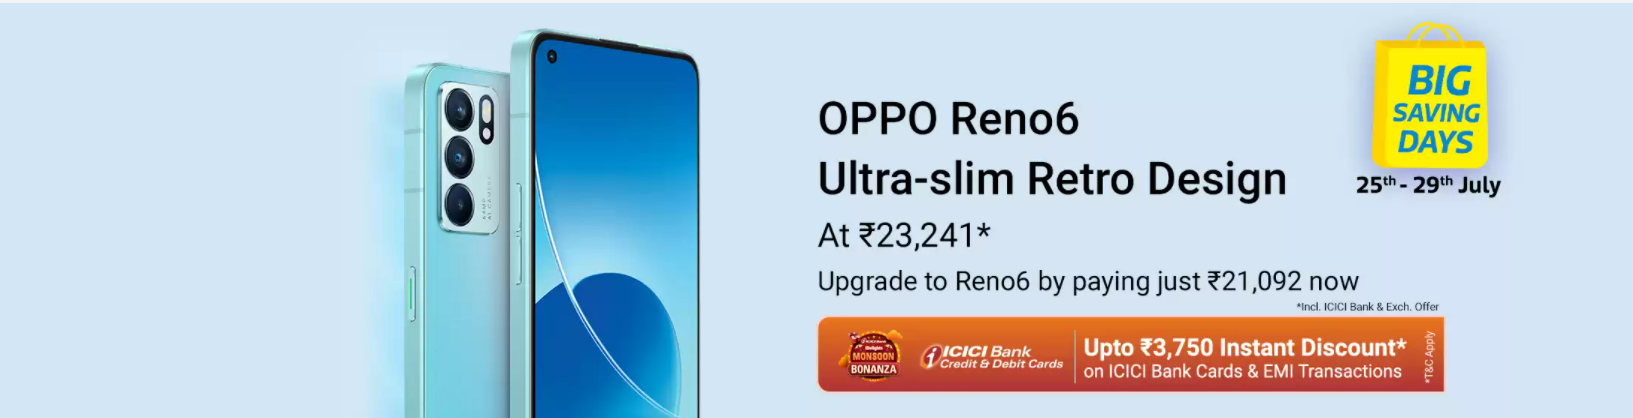 OPPO Reno6
Ultra-slim Retro Design
At ₹23,241*
Upgrade to Reno6 by paying just ₹21,092 now
*Incl. ICICI Bank & Exch. Offer
MONSOON
BONANZA
ICICI Bank
Credit & Debit Cards
Upto ₹3,750 Instant Discount*
on ICICI Bank Cards & EMI Transactions
*T&C Apply
BIG
SAVING
DAYS
25th - 29th July